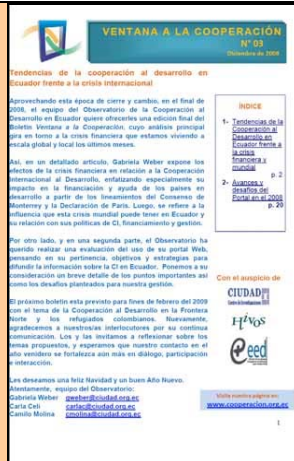 VENTANA A LA COOPERACIÓN
N° 03
Diciembre de 2008
Tendencias de la cooperación al desarrollo en
Ecuador frente a la crisis internacional
Aprovechando esta época de cierre y cambio, en el final de
2008, el equipo del Observatorio de la Cooperación al
Desarrollo en Ecuador quiere ofrecerles una edición final del
Boletín Ventana a la Cooperación, cuyo análisis principal
gira en torno a la crisis financiera que estamos viviendo a
escala global y local los últimos meses.
Así, en un detallado artículo, Gabriela Weber expone los
efectos de la crisis financiera en relación a la Cooperación
Internacional al Desarrollo, enfatizando especialmente su
impacto en la financiación y ayuda de los países en
desarrollo a partir de los lineamientos del Consenso de
Monterrey y la Declaración de París. Luego, se refiere a la
influencia que esta crisis mundial puede tener en Ecuador y
su relación con sus políticas de CI, financiamiento y gestión.
Por otro lado, y en una segunda parte, el Observatorio ha
querido realizar una evaluación del uso de su portal Web,
pensando en su pertinencia, objetivos y estrategias para
difundir la información sobre la CI en Ecuador. Ponemos a su
consideración un breve detalle de los puntos importantes así
como los desafíos planteados para nuestra gestión.
El próximo boletín esta previsto para fines de febrero del 2009
con el tema de la Cooperación al Desarrollo en la Frontera
Norte y los refugiados colombianos. Nuevamente,
agradecemos a nuestros/as interlocutores por su continua
comunicación. Los y las invitamos a reflexionar sobre los
temas propuestos, y esperamos que nuestro contacto en el
año venidero se fortalezca aún más en diálogo, participación
e interacción.
Les deseamos una feliz Navidad y un buen Año Nuevo.
Atentamente, equipo del Observatorio:
Gabriela Weber gweber@ciudad.org.ec
Carla Celi carlac@ciudad.org.ec
Camilo Molina cmolina@ciudad.org.ec
ÍNDICE
1- Tendencias de la
Cooperación al
Desarrollo en
Ecuador frente a
la crisis
financiera y
mundial
p. 2
2- Avances y
desafíos del
Portal en el 2008
p. 20
Con el auspicio de
CIUDAD
Hivos
eed
Visite nuestra página en:
www.cooperacion.org.ec
1